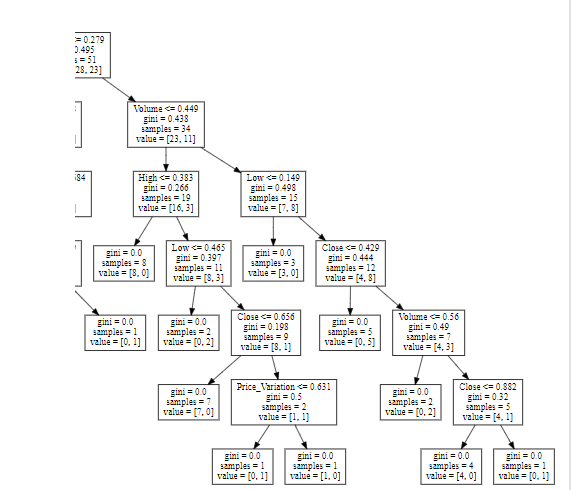 <= 0.279
0.495
s = 51
28, 23]
Volume <= 0.449
gini = 0.438
samples = 34
value = [23, 11]
584
High <= 0.383
gini = 0.266
samples = 19
value = [16, 3]
Low <= 0.149
gini = 0.498
samples = 15
value = [7, 8]
gini = 0.0
samples = 8
value = [8, 0]
Low <= 0.465
gini = 0.397
samples = 11
value = [8, 3]
gini = 0.0
samples = 3
value = [3, 0]
Close <= 0.429
gini = 0.444
samples = 12
value = [4, 8]
gini = 0.0
samples = 1
value = [0, 1]
gini = 0.0
samples = 2
value = [0, 2]
Close <= 0.656
gini = 0.198
samples = 9
value = [8, 1]
gini = 0.0
samples = 5
value = [0, 5]
Volume <= 0.56
gini = 0.49
samples = 7
value = [4, 3]
gini = 0.0
samples = 7
value = [7, 0]
Price_Variation <= 0.631
gini = 0.5
samples = 2
value = [1, 1]
gini = 0.0
samples = 2
value = [0, 2]
Close <= 0.882
gini = 0.32
samples = 5
value = [4, 1]
gini = 0.0
samples = 1
value = [0, 1]
gini = 0.0
samples = 1
value = [1, 0]
gini = 0.0
samples = 4
value = [4, 0]
gini = 0.0
samples = 1
value = [0, 1]